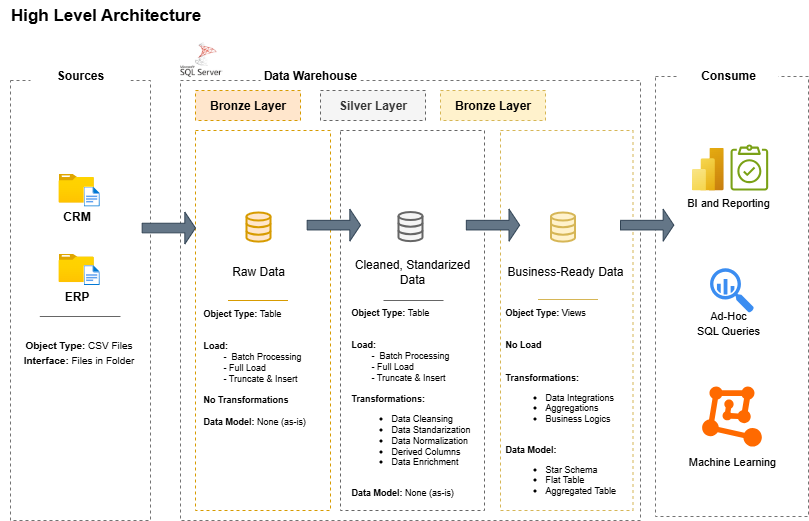 High Level Architecture
Microsoft
SQL Server
Sources
Data Warehouse
Consume
Bronze Layer
Silver Layer
Bronze Layer
CRM
ERP
Object Type: CSV Files
Interface: Files in Folder
Raw Data
Object Type: Table
Load:
- Batch Processing
- Full Load
- Truncate & Insert
No Transformations
Data Model: None (as-is)
Cleaned, Standarized
Data
Object Type: Table
Load:
- Batch Processing
- Full Load
- Truncate & Insert
Transformations:
• Data Cleansing
• Data Standarization
• Data Normalization
• Derived Columns
• Data Enrichment
Data Model: None (as-is)
Business-Ready Data
Object Type: Views
No Load
Transformations:
• Data Integrations
• Aggregations
• Business Logics
Data Model:
• Star Schema
• Flat Table
• Aggregated Table
BI and Reporting
Ad-Hoc
SQL Queries
Machine Learning